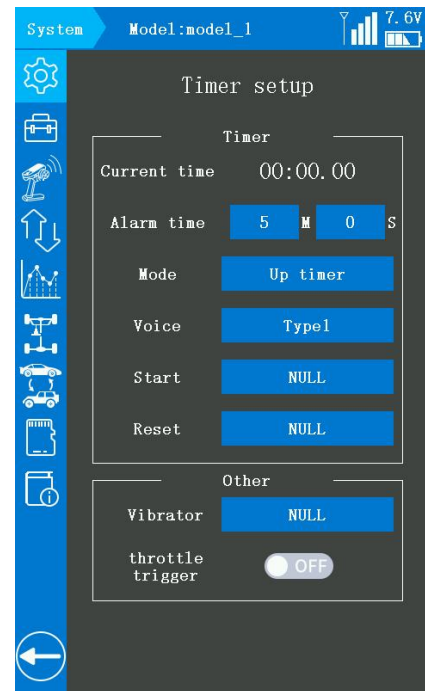 System Model:model_1 7.6V
Timer setup
Timer
Current time 00:00.00
Alarm time 5 M 0 S
Mode Up timer
Voice Type1
Start NULL
Reset NULL
Other
Vibrator NULL
throttle
trigger OFF